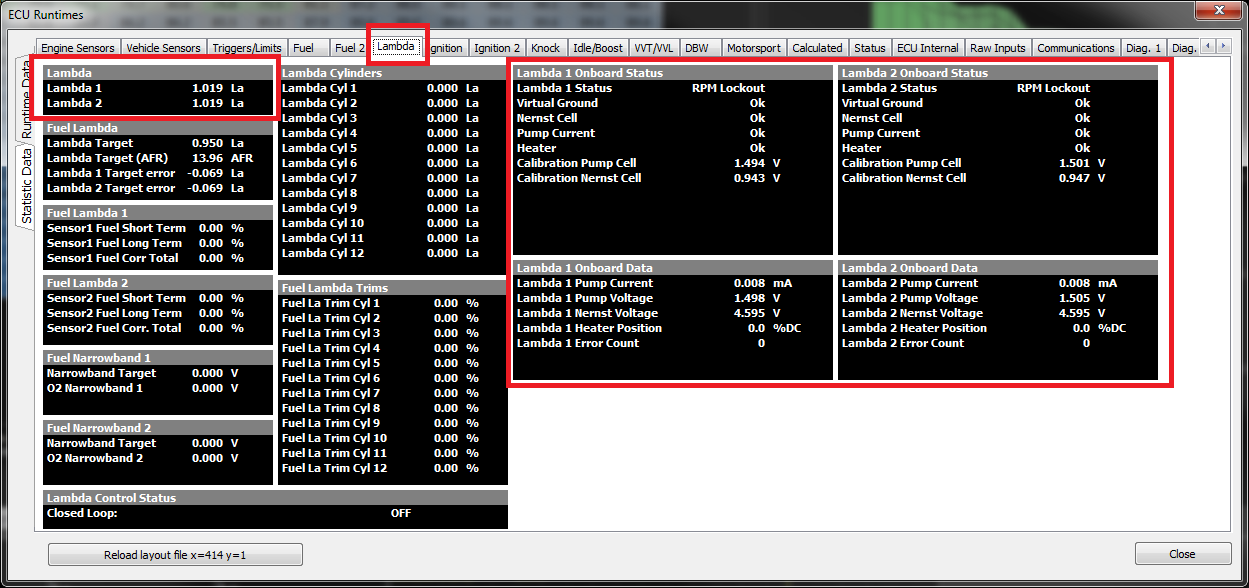 ECU Runtimes
Engine Sensors Vehicle Sensors Triggers/Limits Fuel Fuel 2 Lambda gnition Ignition 2 Knock Idle/Boost VVT/VVL DBW Motorsport Calculated Status ECU Internal Raw Inputs Communications Diag. 1 Diag.
Runtime Data
Statistic Data
Lambda
Lambda 1 1.019 La
Lambda 2 1.019 La
Fuel Lambda
Lambda Target 0.950 La
Lambda Target (AFR) 13.96 AFR
Lambda 1 Target error -0.069 La
Lambda 2 Target error -0.069 La
Fuel Lambda 1
Sensor1 Fuel Short Term 0.00 %
Sensor1 Fuel Long Term 0.00 %
Sensor1 Fuel Corr Total 0.00 %
Fuel Lambda 2
Sensor2 Fuel Short Term 0.00 %
Sensor2 Fuel Long Term 0.00 %
Sensor2 Fuel Corr. Total 0.00 %
Fuel Narrowband 1
Narrowband Target 0.000 V
O2 Narrowband 1 0.000 V
Fuel Narrowband 2
Narrowband Target 0.000 V
O2 Narrowband 2 0.000 V
Lambda Cylinders
Lambda Cyl 1 0.000 La
Lambda Cyl 2 0.000 La
Lambda Cyl 3 0.000 La
Lambda Cyl 4 0.000 La
Lambda Cyl 5 0.000 La
Lambda Cyl 6 0.000 La
Lambda Cyl 7 0.000 La
Lambda Cyl 8 0.000 La
Lambda Cyl 9 0.000 La
Lambda Cyl 10 0.000 La
Lambda Cyl 11 0.000 La
Lambda Cyl 12 0.000 La
Fuel Lambda Trims
Fuel La Trim Cyl 1 0.00 %
Fuel La Trim Cyl 2 0.00 %
Fuel La Trim Cyl 3 0.00 %
Fuel La Trim Cyl 4 0.00 %
Fuel La Trim Cyl 5 0.00 %
Fuel La Trim Cyl 6 0.00 %
Fuel La Trim Cyl 7 0.00 %
Fuel La Trim Cyl 8 0.00 %
Fuel La Trim Cyl 9 0.00 %
Fuel La Trim Cyl 10 0.00 %
Fuel La Trim Cyl 11 0.00 %
Fuel La Trim Cyl 12 0.00 %
Lambda Control Status
Closed Loop: OFF
Lambda 1 Onboard Status
Lambda 1 Status RPM Lockout
Virtual Ground Ok
Nernst Cell Ok
Pump Current Ok
Heater Ok
Calibration Pump Cell 1.494 V
Calibration Nernst Cell 0.943 V
Lambda 2 Onboard Status
Lambda 2 Status RPM Lockout
Virtual Ground Ok
Nernst Cell Ok
Pump Current Ok
Heater Ok
Calibration Pump Cell 1.501 V
Calibration Nernst Cell 0.947 V
Lambda 1 Onboard Data
Lambda 1 Pump Current 0.008 mA
Lambda 1 Pump Voltage 1.498 V
Lambda 1 Nernst Voltage 4.595 V
Lambda 1 Heater Position 0.0 %DC
Lambda 1 Error Count 0
Lambda 2 Onboard Data
Lambda 2 Pump Current 0.008 mA
Lambda 2 Pump Voltage 1.505 V
Lambda 2 Nernst Voltage 4.595 V
Lambda 2 Heater Position 0.0 %DC
Lambda 2 Error Count 0
Reload layout file x=414 y=1
Close